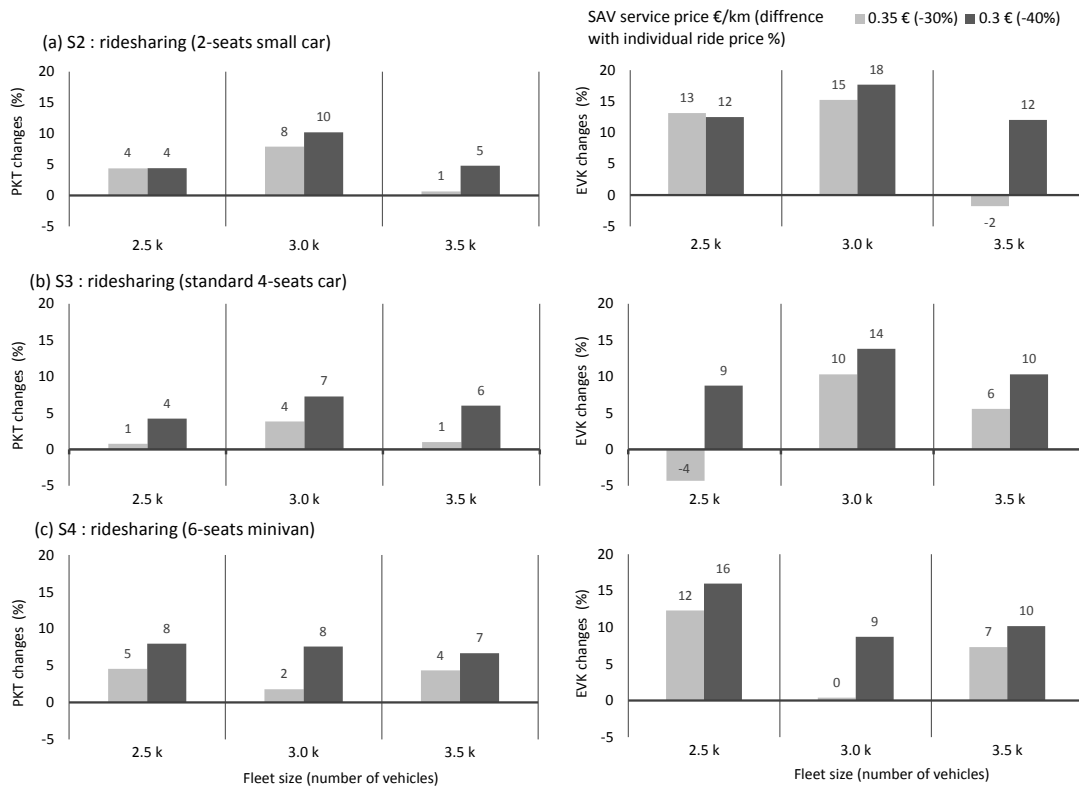 SAV service price €/km (diffrence
with individual ride price %)
0.35 € (-30%)
0.3 € (-40%)
(a) S2 : ridesharing (2-seats small car)
PKT changes (%)
20
15
10
5
0
-5
4
4
8
10
1
5
2.5 k
3.0 k
3.5 k
EVK changes (%)
20
15
10
5
0
-5
13
12
15
18
-2
12
2.5 k
3.0 k
3.5 k
(b) S3 : ridesharing (standard 4-seats car)
PKT changes (%)
20
15
10
5
0
-5
1
4
4
7
1
6
2.5 k
3.0 k
3.5 k
EVK changes (%)
20
15
10
5
0
-5
-4
9
10
14
6
10
2.5 k
3.0 k
3.5 k
(c) S4 : ridesharing (6-seats minivan)
PKT changes (%)
20
15
10
5
0
-5
5
8
2
8
4
7
2.5 k
3.0 k
3.5 k
Fleet size (number of vehicles)
EVK changes (%)
20
15
10
5
0
-5
12
16
0
9
7
10
2.5 k
3.0 k
3.5 k
Fleet size (number of vehicles)